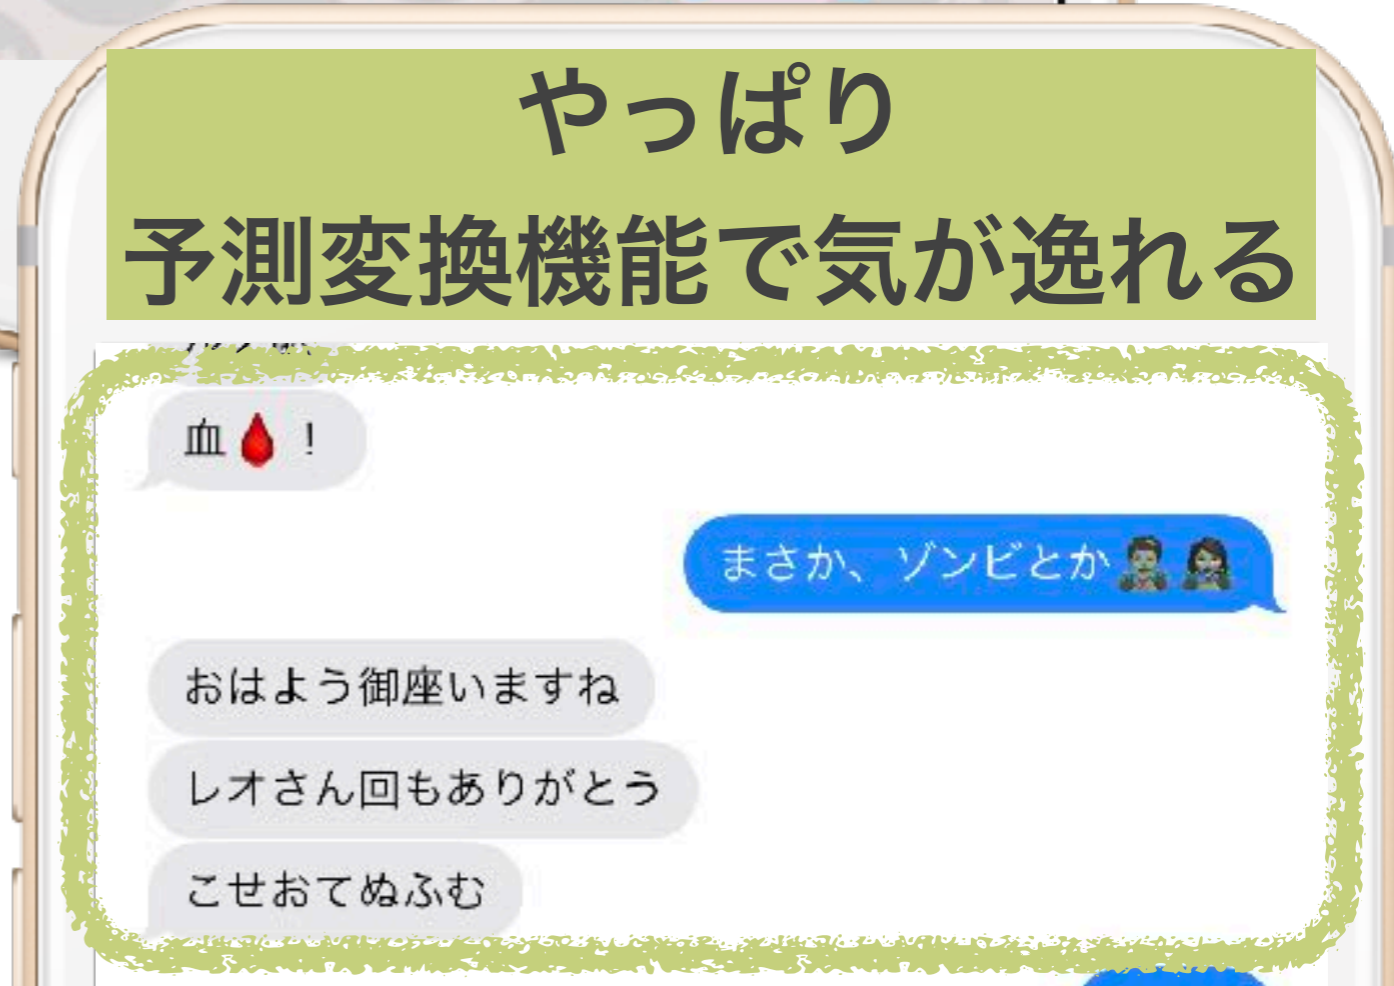 やっぱり
予測変換機能で気が逸れる
血🩸！
まさか、ゾンビとか🧟‍♂️🧟‍♀️
おはよう御座いますね
レオさん回もありがとう
こせおてぬふむ